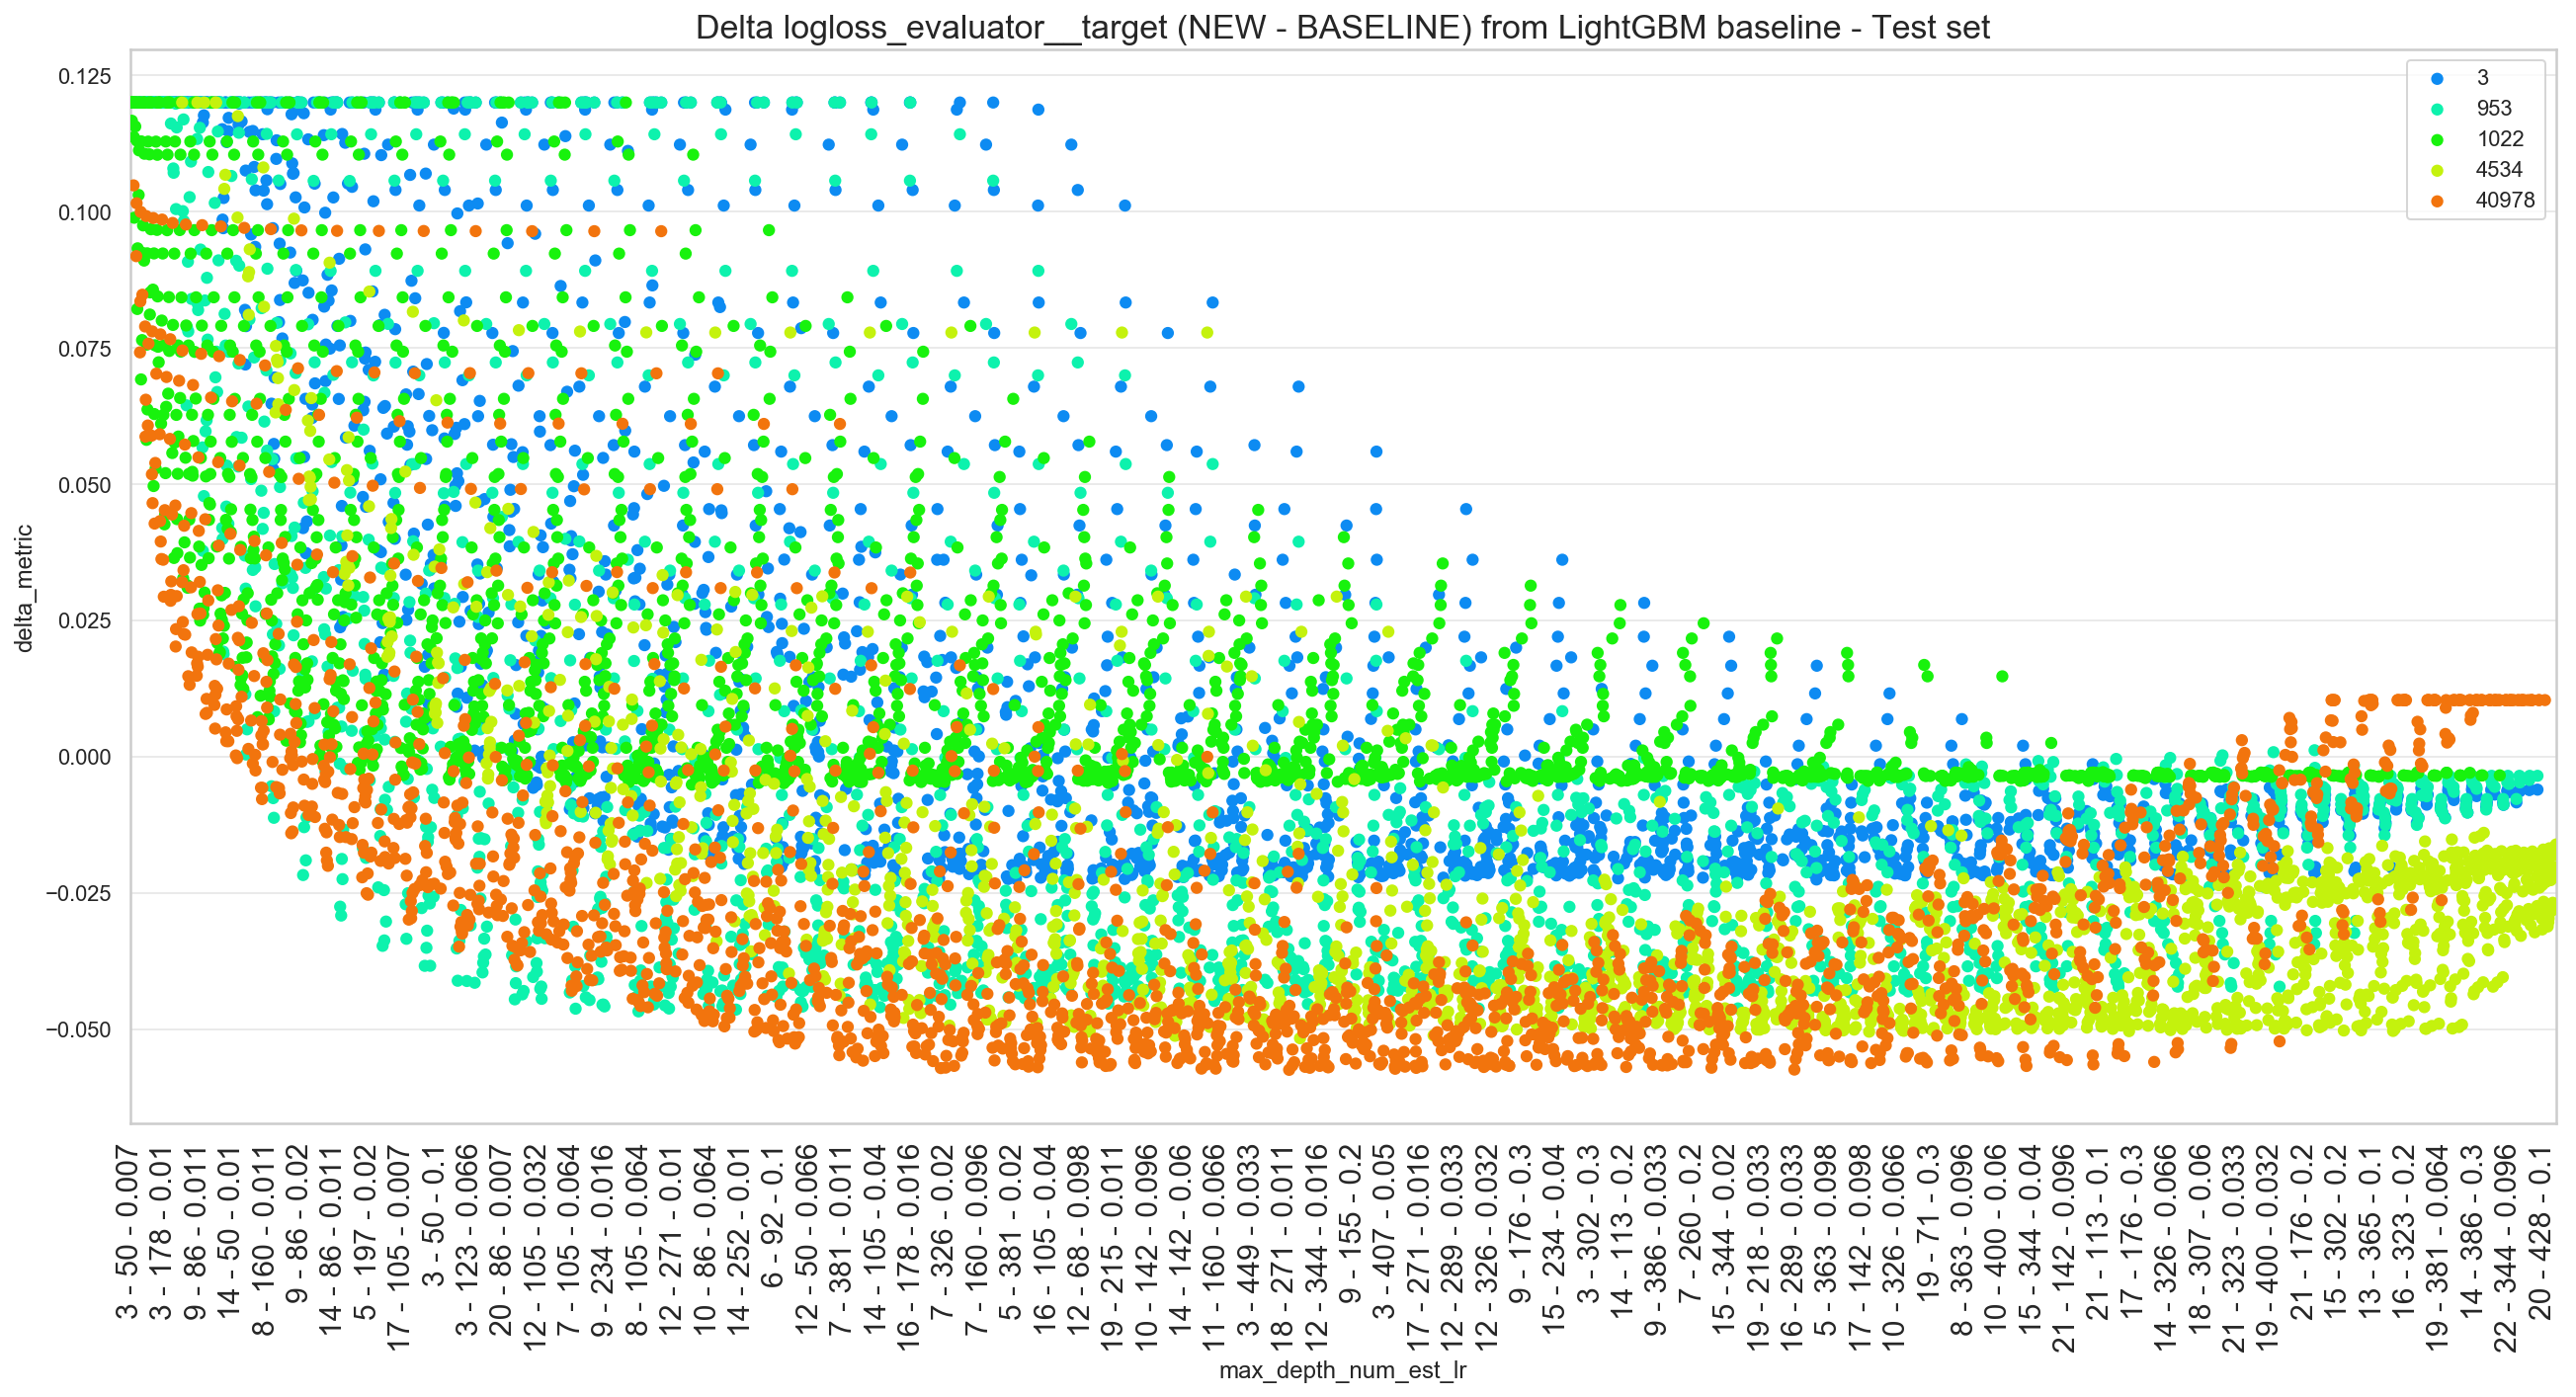 Delta logloss_evaluator__target (NEW - BASELINE) from LightGBM baseline - Test set
3
953
1022
4534
40978
0.125
0.100
0.075
0.050
0.025
0.000
−0.025
−0.050
delta_metric
3 - 50 - 0.007
3 - 178 - 0.01
9 - 86 - 0.011
14 - 50 - 0.01
8 - 160 - 0.011
9 - 86 - 0.02
14 - 86 - 0.011
5 - 197 - 0.02
17 - 105 - 0.007
3 - 50 - 0.1
3 - 123 - 0.066
20 - 86 - 0.007
12 - 105 - 0.032
7 - 105 - 0.064
9 - 234 - 0.016
8 - 105 - 0.064
12 - 271 - 0.01
10 - 86 - 0.064
14 - 252 - 0.01
6 - 92 - 0.1
12 - 50 - 0.066
7 - 381 - 0.011
14 - 105 - 0.04
16 - 178 - 0.016
7 - 326 - 0.02
7 - 160 - 0.096
5 - 381 - 0.02
16 - 105 - 0.04
12 - 68 - 0.098
19 - 215 - 0.011
10 - 142 - 0.096
14 - 142 - 0.06
11 - 160 - 0.066
3 - 449 - 0.033
18 - 271 - 0.011
12 - 344 - 0.016
9 - 155 - 0.2
3 - 407 - 0.05
17 - 271 - 0.016
12 - 289 - 0.033
12 - 326 - 0.032
9 - 176 - 0.3
15 - 234 - 0.04
3 - 302 - 0.3
14 - 113 - 0.2
9 - 386 - 0.033
7 - 260 - 0.2
15 - 344 - 0.02
19 - 218 - 0.033
16 - 289 - 0.033
5 - 363 - 0.098
17 - 142 - 0.098
10 - 326 - 0.066
19 - 71 - 0.3
8 - 363 - 0.096
10 - 400 - 0.06
15 - 344 - 0.04
21 - 142 - 0.096
21 - 113 - 0.1
17 - 176 - 0.3
14 - 326 - 0.066
18 - 307 - 0.06
21 - 323 - 0.033
19 - 400 - 0.032
21 - 176 - 0.2
15 - 302 - 0.2
13 - 365 - 0.1
16 - 323 - 0.2
19 - 381 - 0.064
14 - 386 - 0.3
22 - 344 - 0.096
20 - 428 - 0.1
max_depth_num_est_lr